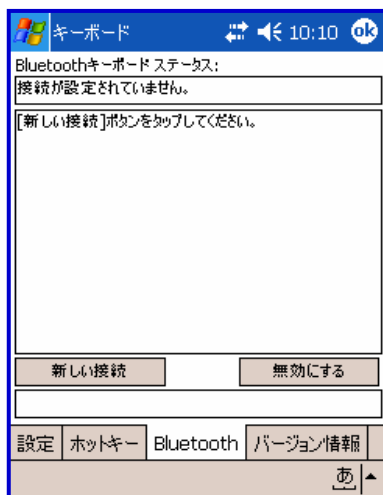 キーボード 10:10 ok
Bluetoothキーボード ステータス:
接続が設定されていません。
[新しい接続]ボタンをタップしてください。
新しい接続 無効にする
設定 ホットキー Bluetooth バージョン情報
あ